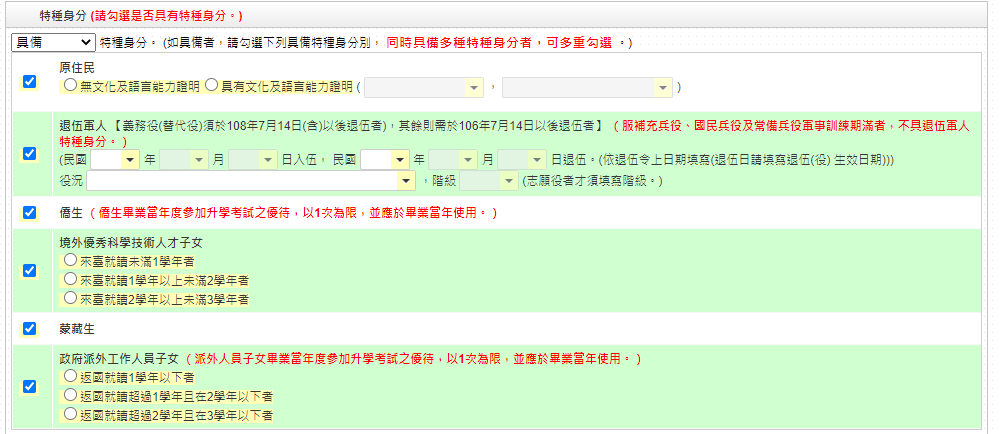 特種身分 (請勾選是否具有特種身分。)
具備 特種身分。 (如具備者，請勾選下列具備特種身分別， 同時具備多種特種身分者，可多重勾選 。)
原住民
無文化及語言能力證明 具有文化及語言能力證明 ( ， )
退伍軍人 【義務役(替代役)須於108年7月14日(含)以後退伍者)，其餘則需於106年7月14日以後退伍者】 （服補充兵役、國民兵役及常備兵役軍事訓練期滿者，不具退伍軍人
特種身分。）
(民國 年 月 日入伍， 民國 年 月 日退伍。(依退伍令上日期填寫(退伍日請填寫退伍(役) 生效日期)))
役況 ，階級 (志願役者才須填寫階級。)
僑生 （僑生畢業當年度參加升學考試之優待，以1次為限，並應於畢業當年使用。）
境外優秀科學技術人才子女
來臺就讀未滿1學年者
來臺就讀1學年以上未滿2學年者
來臺就讀2學年以上未滿3學年者
蒙藏生
政府派外工作人員子女 （派外人員子女畢業當年度參加升學考試之優待，以1次為限，並應於畢業當年使用。）
返國就讀1學年以下者
返國就讀超過1學年且在2學年以下者
返國就讀超過2學年且在3學年以下者